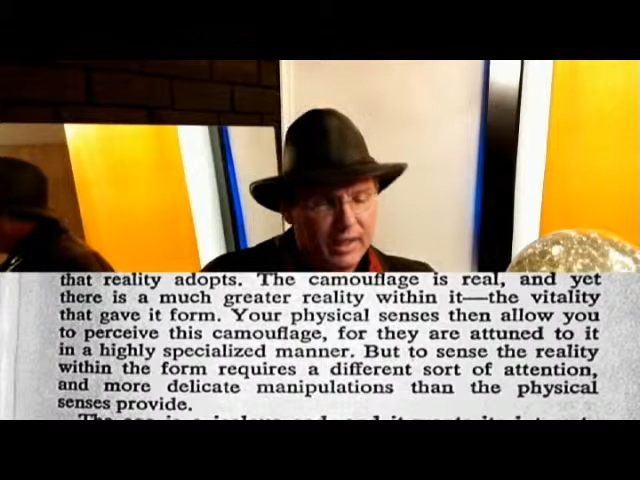 that reality adopts. The camouflage is real, and yet
there is a much greater reality within it—the vitality
that gave it form. Your physical senses then allow you
to perceive this camouflage, for they are attuned to it
in a highly specialized manner. But to sense the reality
within the form requires a different sort of attention,
and more delicate manipulations than the physical
senses provide.